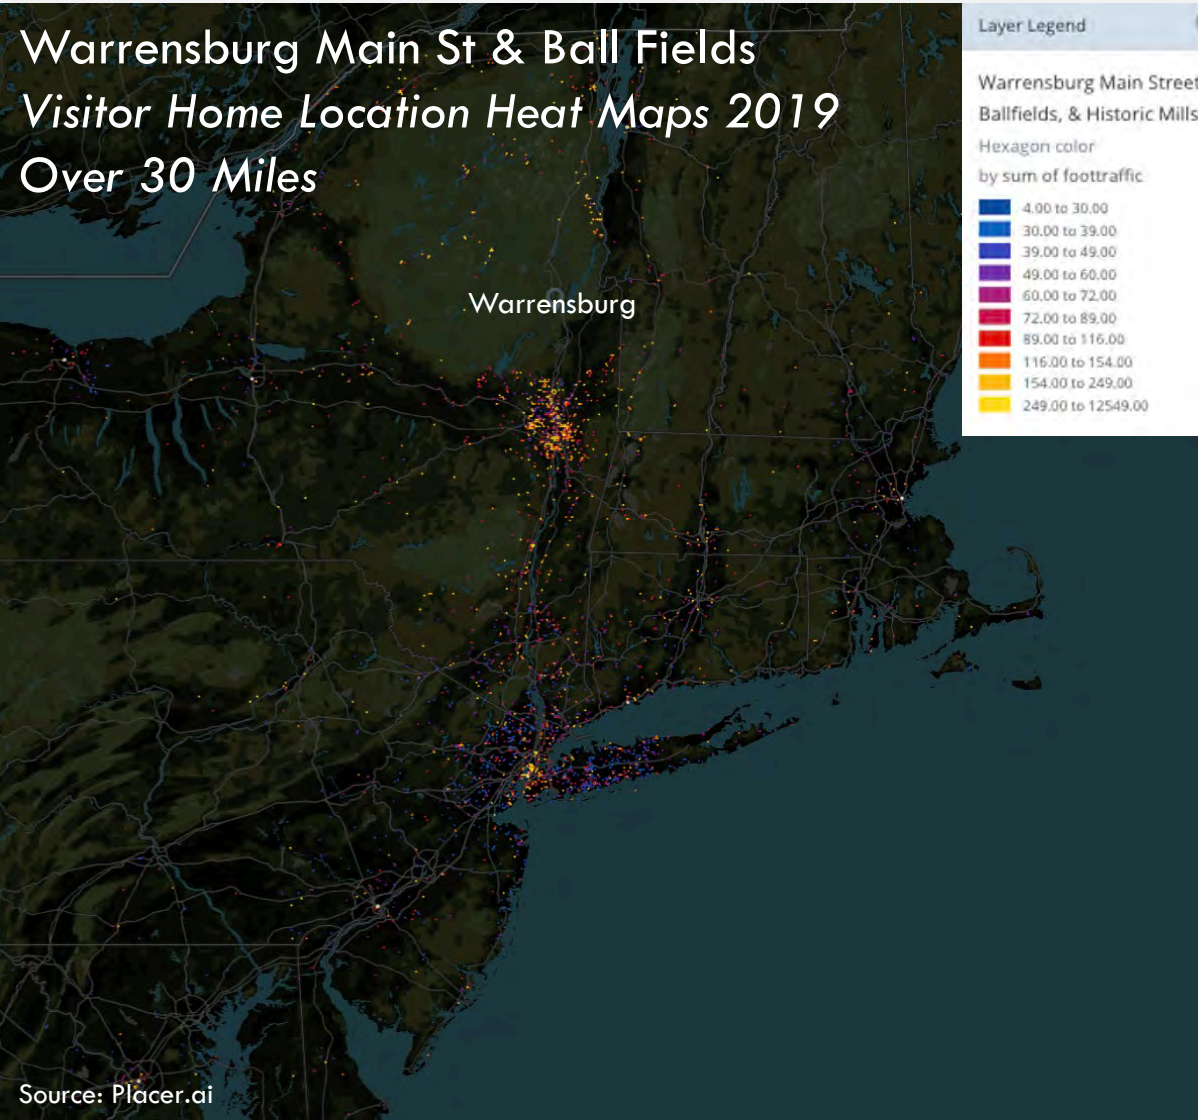 Warrensburg Main St & Ball Fields
Visitor Home Location Heat Maps 2019
Over 30 Miles
Layer Legend
Warrensburg Main Street
Ballfields, & Historic Mills
Hexagon color
by sum of foottraffic
4.00 to 30.00
30.00 to 39.00
39.00 to 49.00
49.00 to 60.00
60.00 to 72.00
72.00 to 89.00
89.00 to 116.00
116.00 to 154.00
154.00 to 249.00
249.00 to 12549.00
Warrensburg
Source: Placer.ai